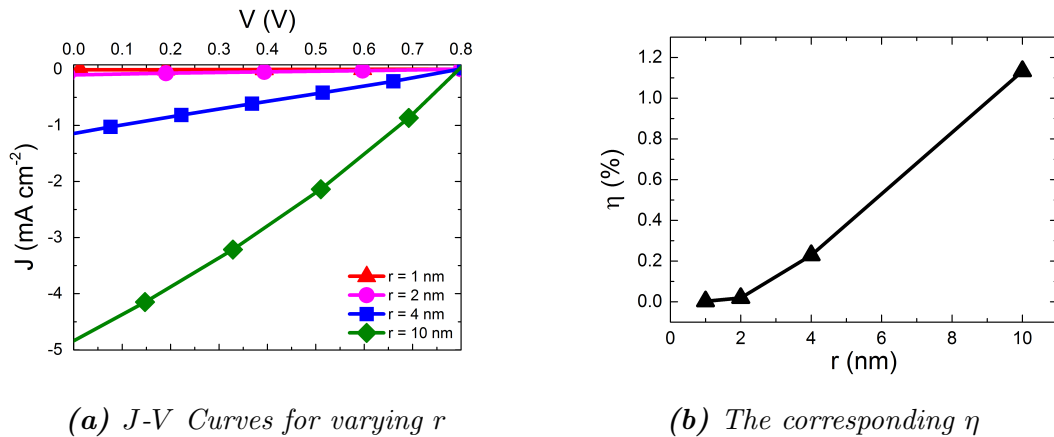 V (V)
0.0 0.1 0.2 0.3 0.4 0.5 0.6 0.7 0.8
0
-1
-2
-3
-4
-5
J (mA cm⁻²)
r = 1 nm
r = 2 nm
r = 4 nm
r = 10 nm
(a) J-V Curves for varying r
1.2
1.0
0.8
0.6
0.4
0.2
0.0
η (%)
0 2 4 6 8 10
r (nm)
(b) The corresponding η